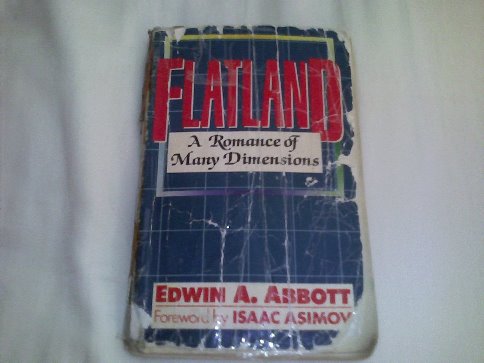 FLATLAND
A Romance of
Many Dimensions
EDWIN A. ABBOTT
Foreword by ISAAC ASIMOV